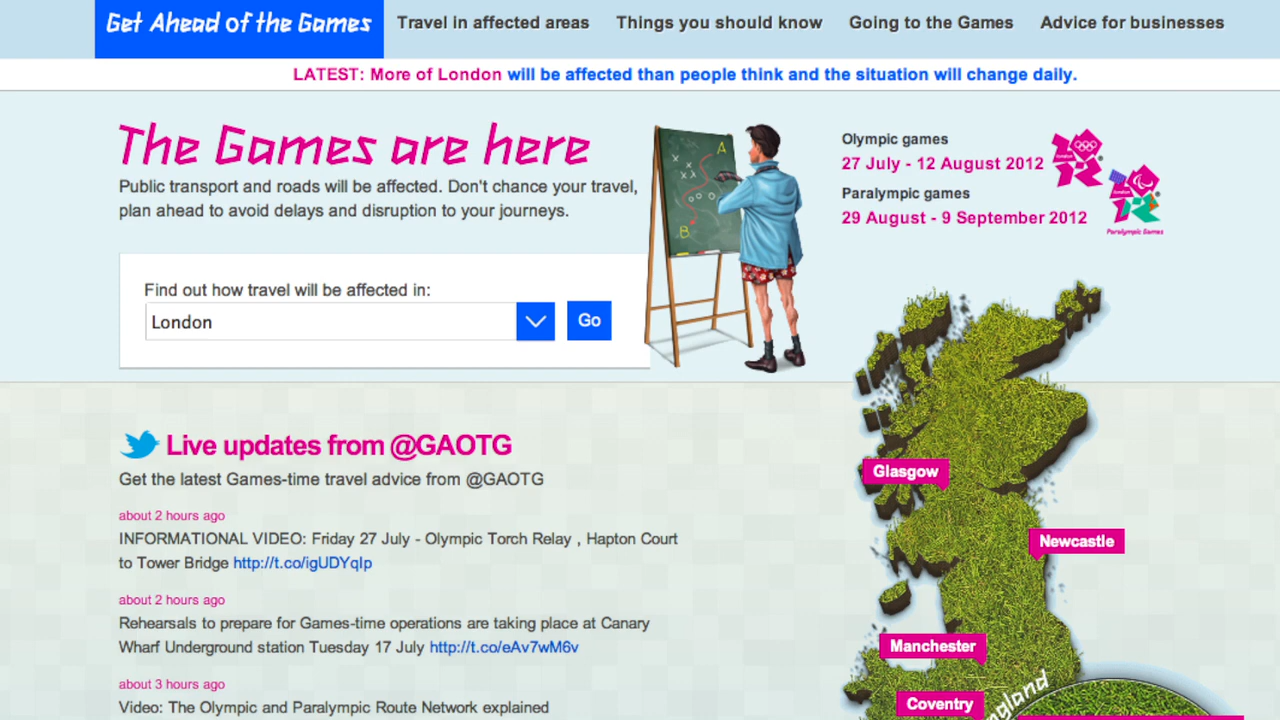 Get Ahead of the Games
Travel in affected areas
Things you should know
Going to the Games
Advice for businesses
LATEST: More of London will be affected than people think and the situation will change daily.
The Games are here
Public transport and roads will be affected. Don't chance your travel,
plan ahead to avoid delays and disruption to your journeys.
A
B
Olympic games
27 July - 12 August 2012
Paralympic games
29 August - 9 September 2012
Paralympic Games
Find out how travel will be affected in:
London
Go
Live updates from @GAOTG
Get the latest Games-time travel advice from @GAOTG
about 2 hours ago
INFORMATIONAL VIDEO: Friday 27 July - Olympic Torch Relay , Hapton Court
to Tower Bridge http://t.co/igUDYqIp
about 2 hours ago
Rehearsals to prepare for Games-time operations are taking place at Canary
Wharf Underground station Tuesday 17 July http://t.co/eAv7wM6v
about 3 hours ago
Video: The Olympic and Paralympic Route Network explained
Glasgow
Newcastle
Manchester
Coventry